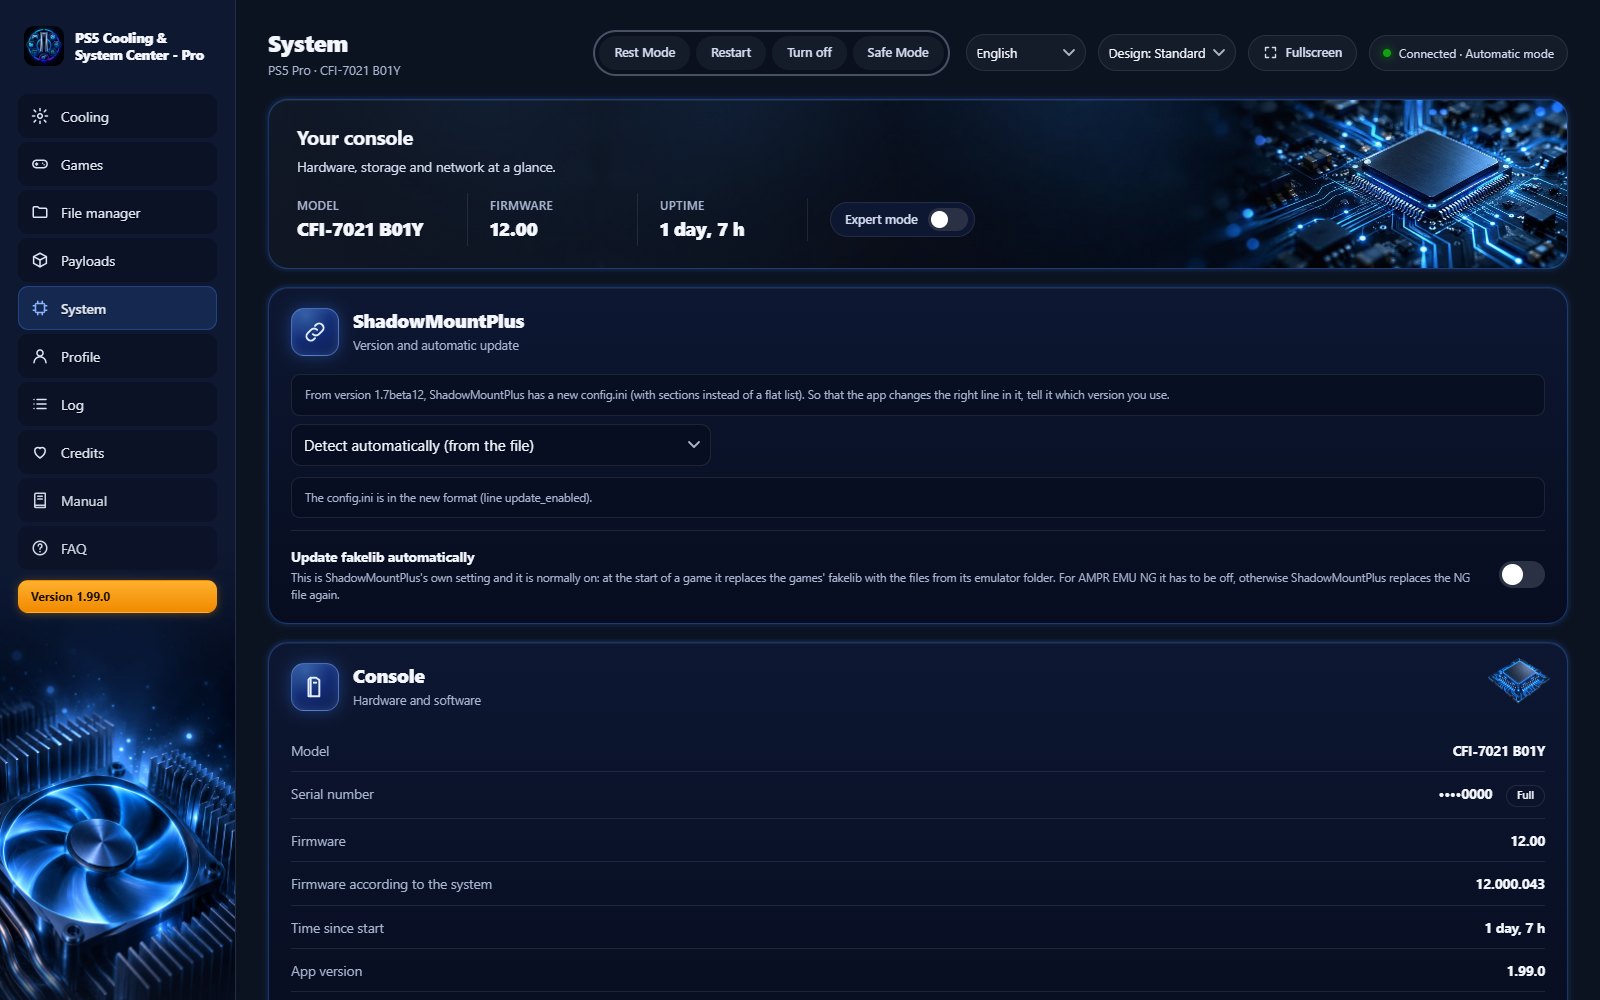 PS5 Cooling &
System Center - Pro
Cooling
Games
File manager
Payloads
System
Profile
Log
Credits
Manual
FAQ
Version 1.99.0
System
PS5 Pro · CFI-7021 B01Y
Rest Mode
Restart
Turn off
Safe Mode
English
Design: Standard
Fullscreen
Connected · Automatic mode
Your console
Hardware, storage and network at a glance.
MODEL
CFI-7021 B01Y
FIRMWARE
12.00
UPTIME
1 day, 7 h
Expert mode
ShadowMountPlus
Version and automatic update
From version 1.7beta12, ShadowMountPlus has a new config.ini (with sections instead of a flat list). So that the app changes the right line in it, tell it which version you use.
Detect automatically (from the file)
The config.ini is in the new format (line update_enabled).
Update fakelib automatically
This is ShadowMountPlus's own setting and it is normally on: at the start of a game it replaces the games' fakelib with the files from its emulator folder. For AMPR EMU NG it has to be off, otherwise ShadowMountPlus replaces the NG
file again.
Console
Hardware and software
Model
CFI-7021 B01Y
Serial number
••••0000
Full
Firmware
12.00
Firmware according to the system
12.000.043
Time since start
1 day, 7 h
App version
1.99.0